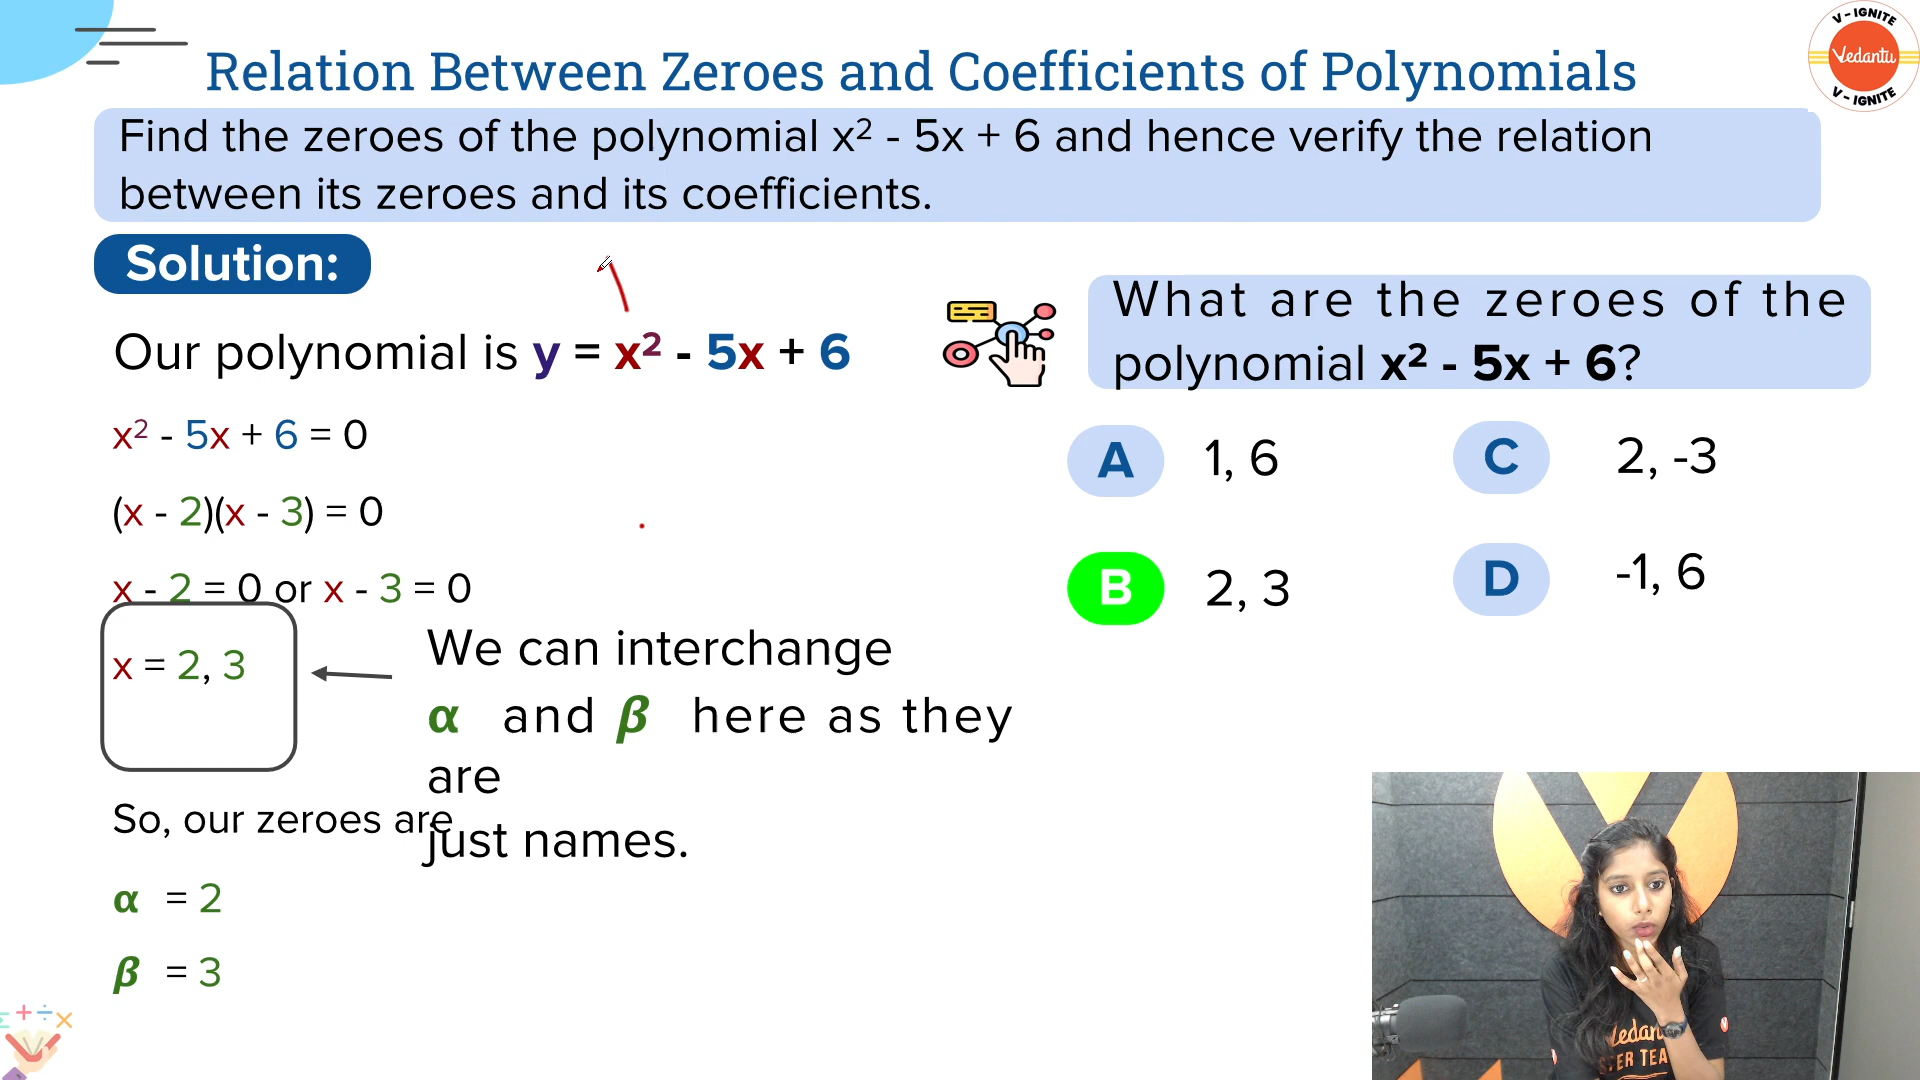 Relation Between Zeroes and Coefficients of Polynomials
V - IGNITE
Vedantu
V - IGNITE
Find the zeroes of the polynomial x² - 5x + 6 and hence verify the relation
between its zeroes and its coefficients.
Solution:
Our polynomial is y = x² - 5x + 6
x² - 5x + 6 = 0
(x - 2)(x - 3) = 0
x - 2 = 0 or x - 3 = 0
x = 2, 3
We can interchange
α and β here as they
are
just names.
So, our zeroes are
α = 2
β = 3
What are the zeroes of the
polynomial x² - 5x + 6?
A 1, 6
C 2, -3
B 2, 3
D -1, 6